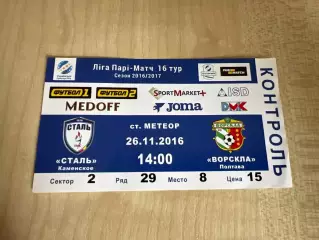 Ліга Парі-Матч 16 тур
Сезон 2016/2017
ФУТБОЛ 1
ФУТБОЛ 2
SPORTMARKET+
ISD
MEDOFF
Joma
DMK
КОНТРОЛЬ
СТАЛЬ
ст. МЕТЕОР
ВОРСКЛА
26.11.2016
«СТАЛЬ»
Каменское
14:00
«ВОРСКЛА»
Полтава
Сектор 2 Ряд 29 Место 8 Цена 15